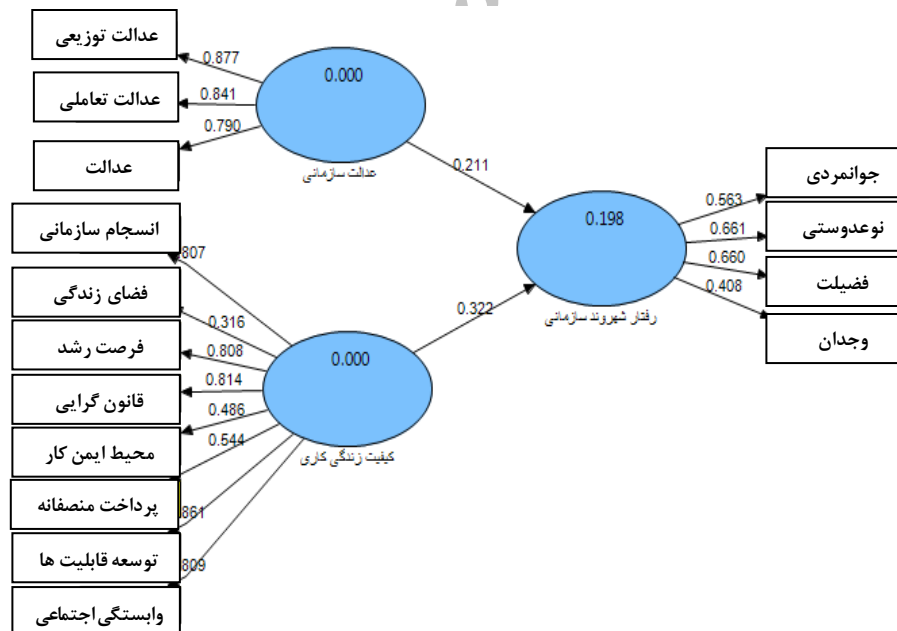 عدالت توزیعی
0.877
عدالت تعاملی
0.841
عدالت
0.790
0.000
عدالت سازمانی
0.211
انسجام سازمانی
807
فضای زندگی
0.316
فرصت رشد
0.808
قانون گرایی
0.814
محیط ایمن کار
0.486
پرداخت منصفانه
0.544
توسعه قابلیت ها
861
وابستگی اجتماعی
809
0.000
کیفیت زندگی کاری
0.322
0.198
رفتار شهروند سازمانی
جوانمردی
0.563
نوعدوستی
0.661
فضیلت
0.660
وجدان
0.408